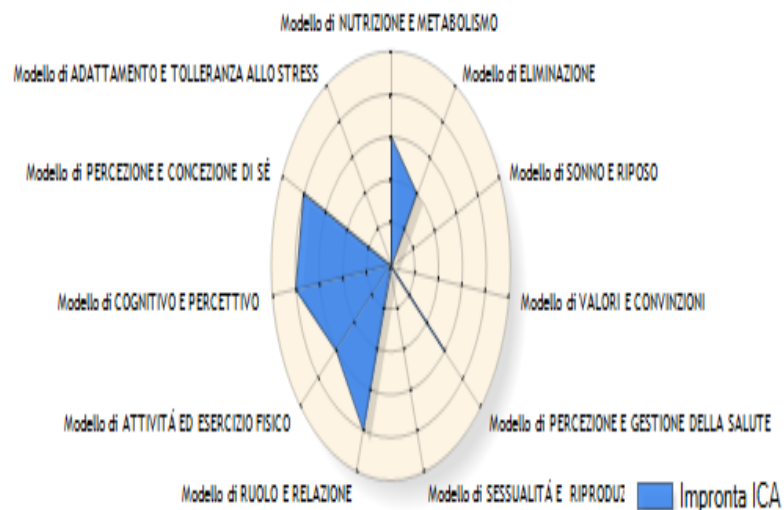 Modello di NUTRIZIONE E METABOLISMO
Modello di ADATTAMENTO E TOLLERANZA ALLO STRESS
Modello di ELIMINAZIONE
Modello di PERCEZIONE E CONCEZIONE DI SÉ
Modello di SONNO E RIPOSO
Modello di COGNITIVO E PERCETTIVO
Modello di VALORI E CONVINZIONI
Modello di ATTIVITÁ ED ESERCIZIO FISICO
Modello di PERCEZIONE E GESTIONE DELLA SALUTE
Modello di RUOLO E RELAZIONE
Modello di SESSUALITÁ E RIPRODUZ
Impronta ICA